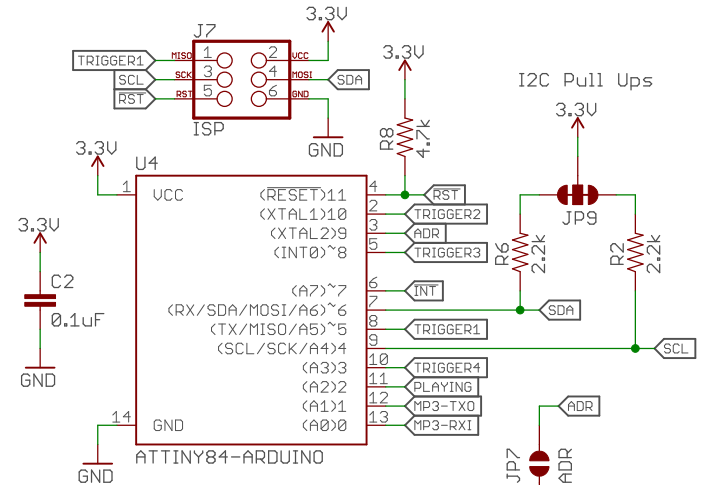 J7
3.3V
TRIGGER1 MISO 1 2 VCC
SCL SCK 3 4 MOSI SDA
RST RST 5 6 GND
ISP
GND
3.3V
R8
4.7k
I2C Pull Ups
3.3V
JP9
R6
2.2k
R2
2.2k
3.3V
U4
1 VCC (RESET)11 4 RST
(XTAL1)10 2 TRIGGER2
(XTAL2)9 3 ADR
(INT0)~8 5 TRIGGER3
(A7)~7 6 INT
(RX/SDA/MOSI/A6)~6 7 SDA
(TX/MISO/A5)~5 8 TRIGGER1
(SCL/SCK/A4)4 9 SCL
(A3)3 10 TRIGGER4
(A2)2 11 PLAYING
(A1)1 12 MP3-TXO
14 GND (A0)0 13 MP3-RXI
ATTINY84-ARDUINO
GND
3.3V
C2
0.1uF
GND
ADR
JP7
ADR